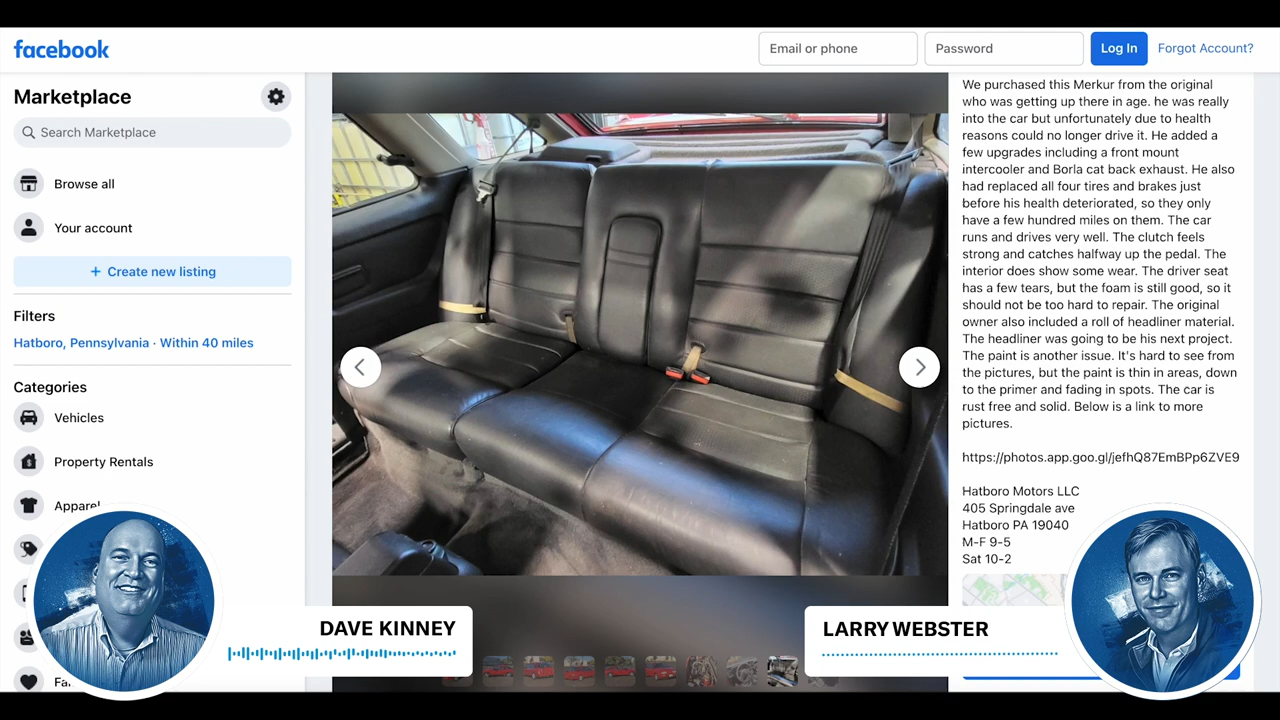 facebook
Email or phone
Password
Log In
Forgot Account?
Marketplace
Search Marketplace
Browse all
Your account
+ Create new listing
Filters
Hatboro, Pennsylvania · Within 40 miles
Categories
Vehicles
Property Rentals
Apparel
We purchased this Merkur from the original
who was getting up there in age. he was really
into the car but unfortunately due to health
reasons could no longer drive it. He added a
few upgrades including a front mount
intercooler and Borla cat back exhaust. He also
had replaced all four tires and brakes just
before his health deteriorated, so they only
have a few hundred miles on them. The car
runs and drives very well. The clutch feels
strong and catches halfway up the pedal. The
interior does show some wear. The driver seat
has a few tears, but the foam is still good, so it
should not be too hard to repair. The original
owner also included a roll of headliner material.
The headliner was going to be his next project.
The paint is another issue. It's hard to see from
the pictures, but the paint is thin in areas, down
to the primer and fading in spots. The car is
rust free and solid. Below is a link to more
pictures.
https://photos.app.goo.gl/jefhQ87EmBPp6ZVE9
Hatboro Motors LLC
405 Springdale ave
Hatboro PA 19040
M-F 9-5
Sat 10-2
DAVE KINNEY
LARRY WEBSTER